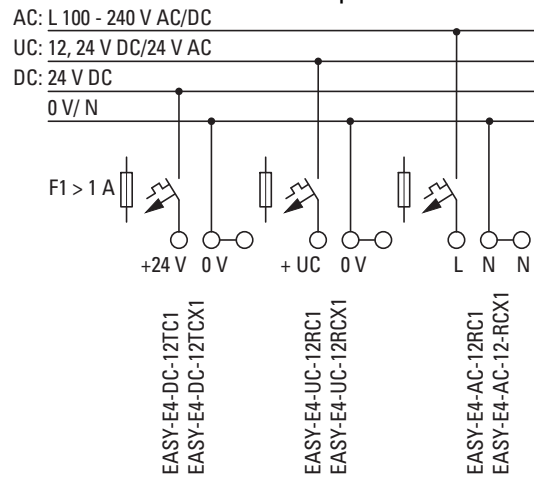 AC: L 100 - 240 V AC/DC
UC: 12, 24 V DC/24 V AC
DC: 24 V DC
0 V/ N
F1 > 1 A
+24 V 0 V + UC 0 V L N N
EASY-E4-DC-12TC1
EASY-E4-DC-12TCX1
EASY-E4-UC-12RC1
EASY-E4-UC-12RCX1
EASY-E4-AC-12RC1
EASY-E4-AC-12-RCX1